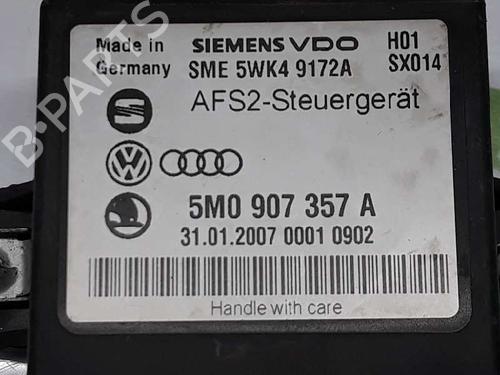 Made in SIEMENS VDO H01
Germany SME 5WK4 9172A SX014
AFS2-Steuergerät
5M0 907 357 A
31.01.2007 0001 0902
Handle with care
B-PARTS